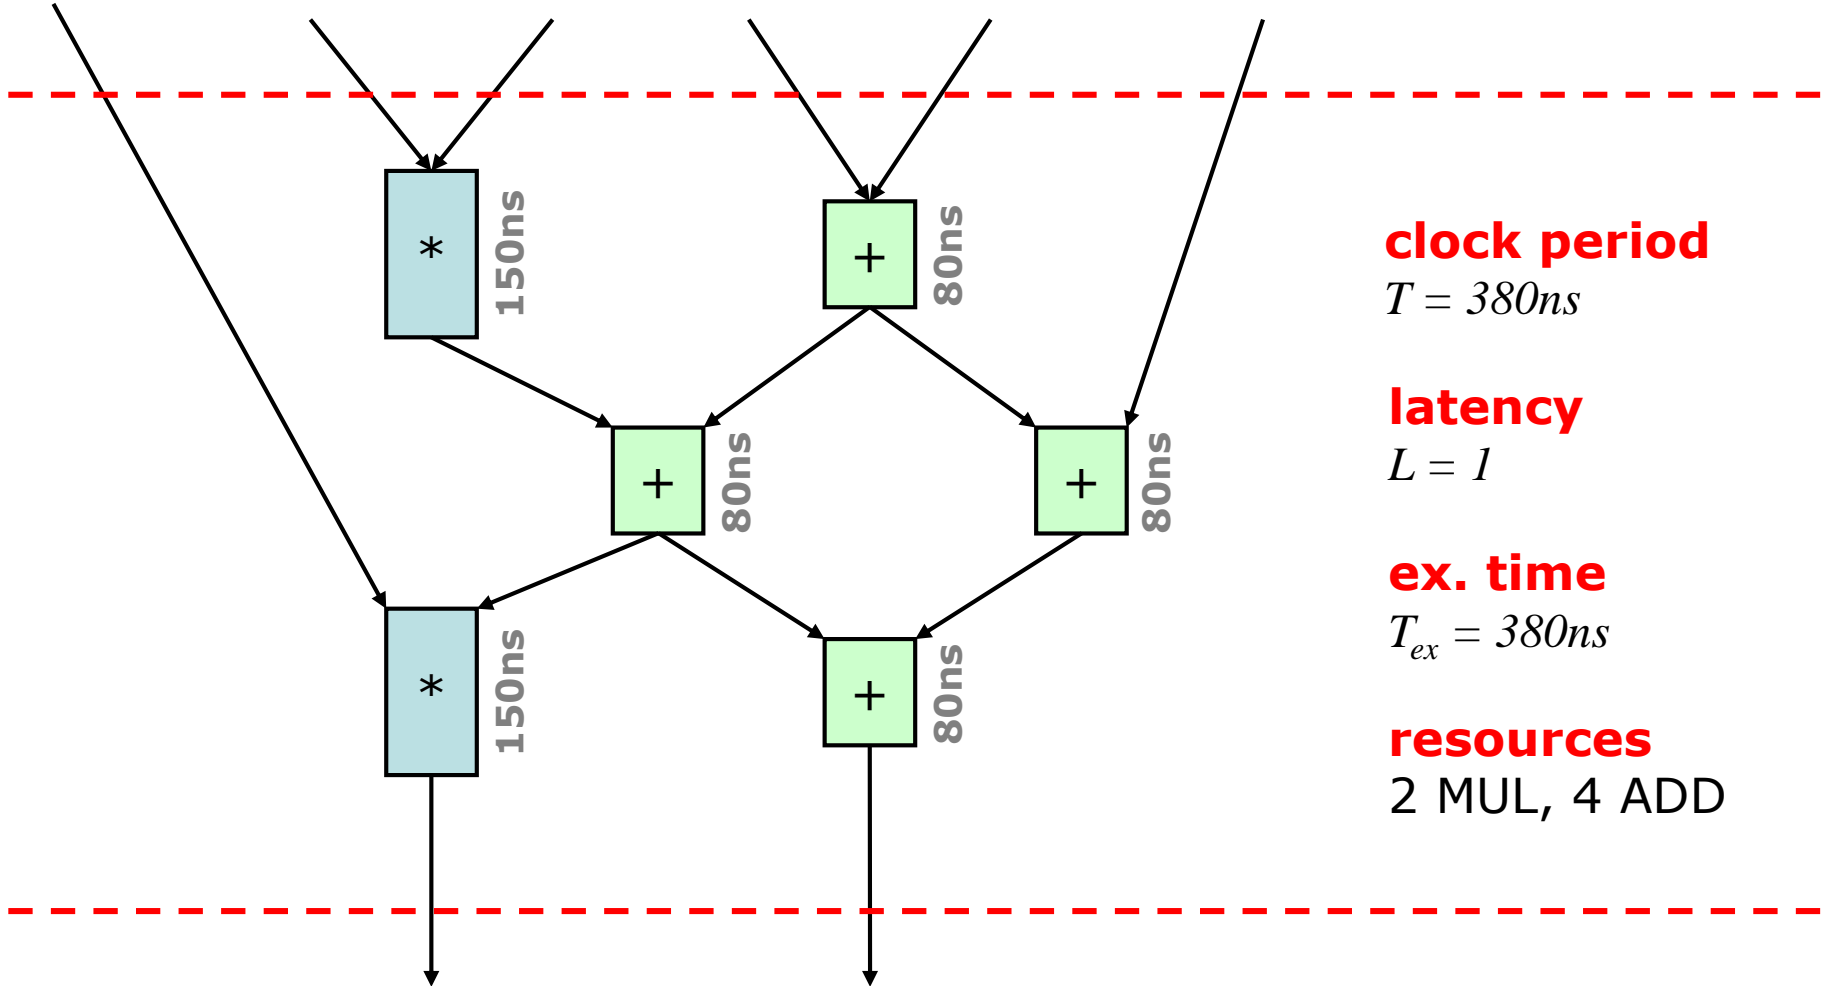 *
150ns
+
80ns
+
80ns
+
80ns
*
150ns
+
80ns
clock period
T = 380ns
latency
L = 1
ex. time
Tex = 380ns
resources
2 MUL, 4 ADD